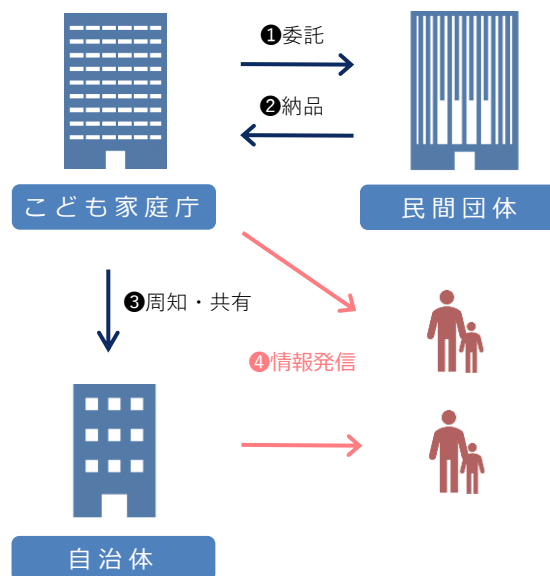 ❶委託
❷納品
こども家庭庁
民間団体
❸周知・共有
❹情報発信
自治体